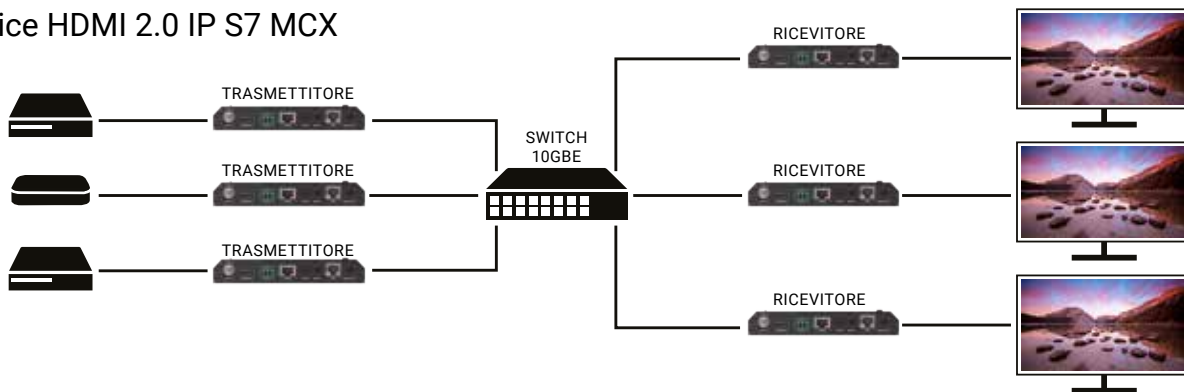 ice HDMI 2.0 IP S7 MCX
TRASMETTITORE
TRASMETTITORE
TRASMETTITORE
SWITCH
10GBE
RICEVITORE
RICEVITORE
RICEVITORE